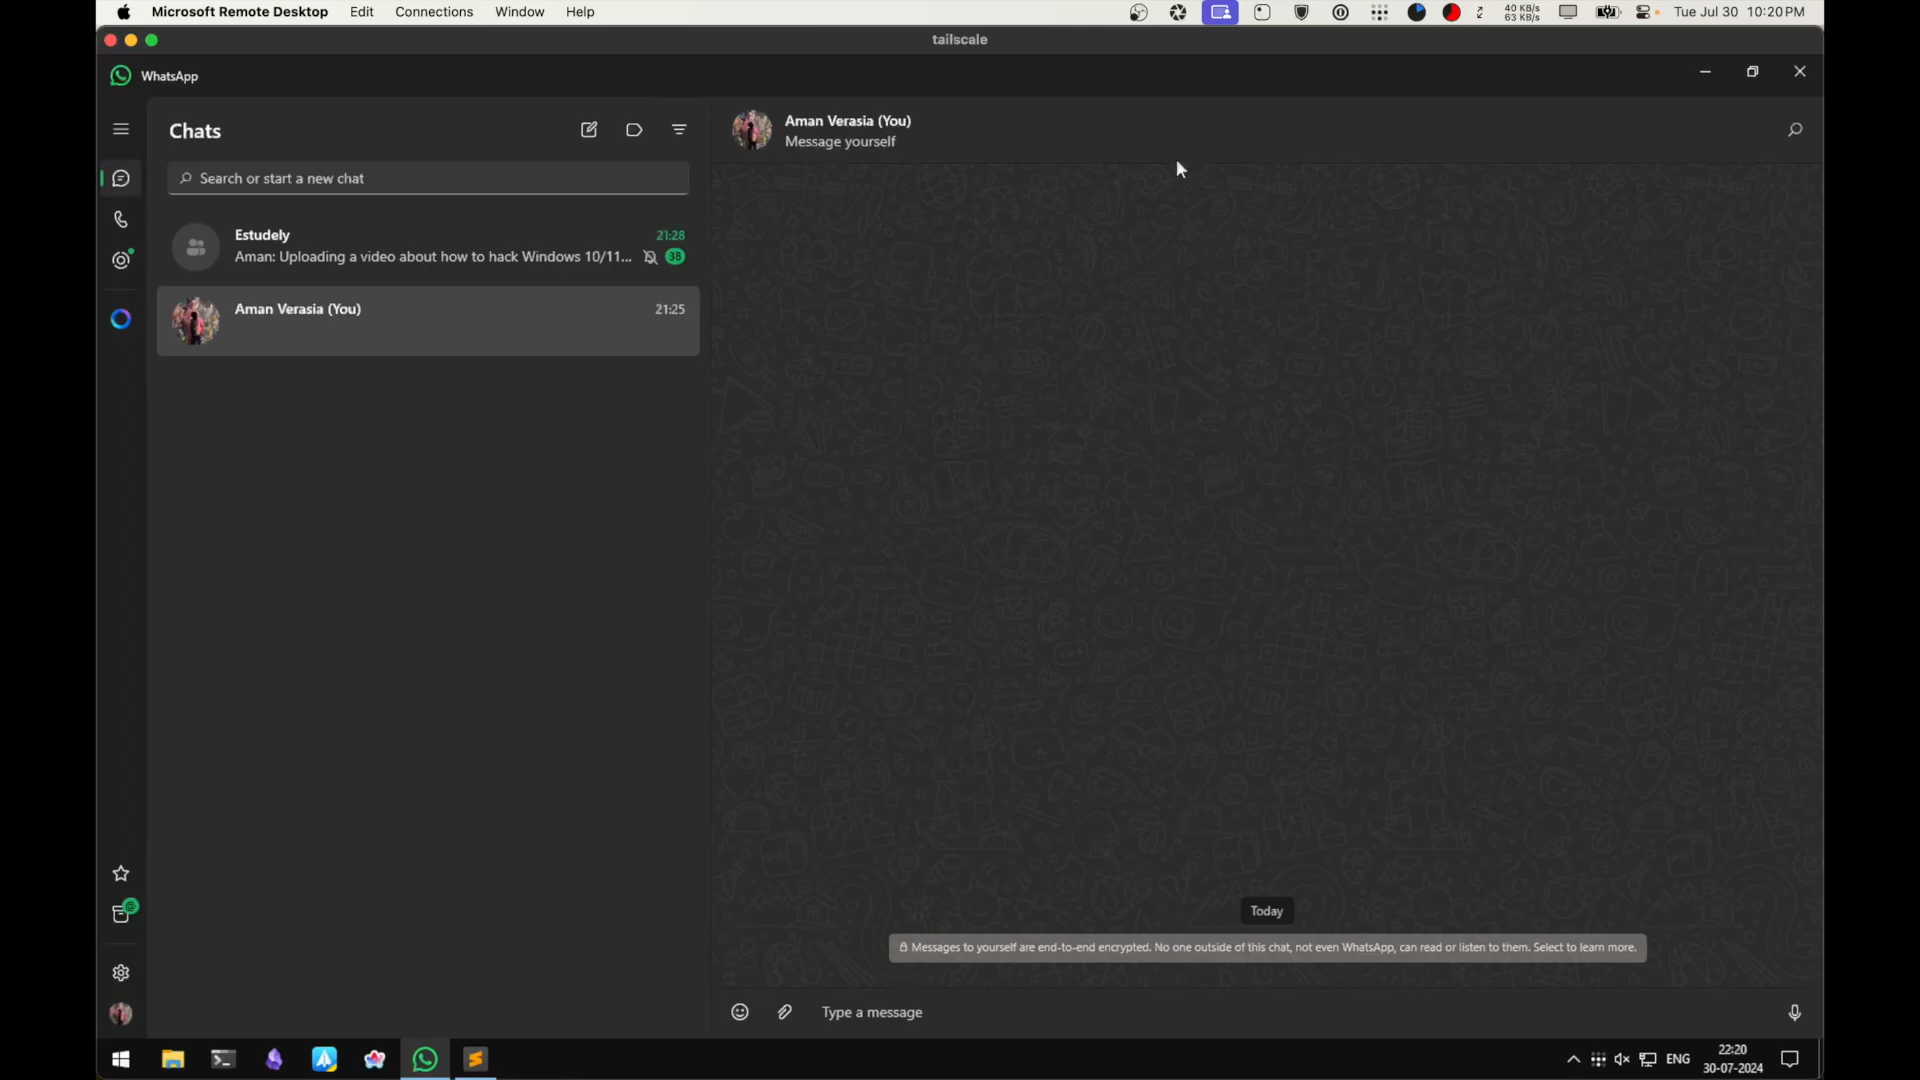 Microsoft Remote Desktop Edit Connections Window Help
40 KB/s
63 KB/s
Tue Jul 30 10:20 PM
tailscale
WhatsApp
Chats
Search or start a new chat
Estudely 21:28
Aman: Uploading a video about how to hack Windows 10/11... 38
Aman Verasia (You) 21:25
Aman Verasia (You)
Message yourself
Today
Messages to yourself are end-to-end encrypted. No one outside of this chat, not even WhatsApp, can read or listen to them. Select to learn more.
Type a message
ENG
22:20
30-07-2024